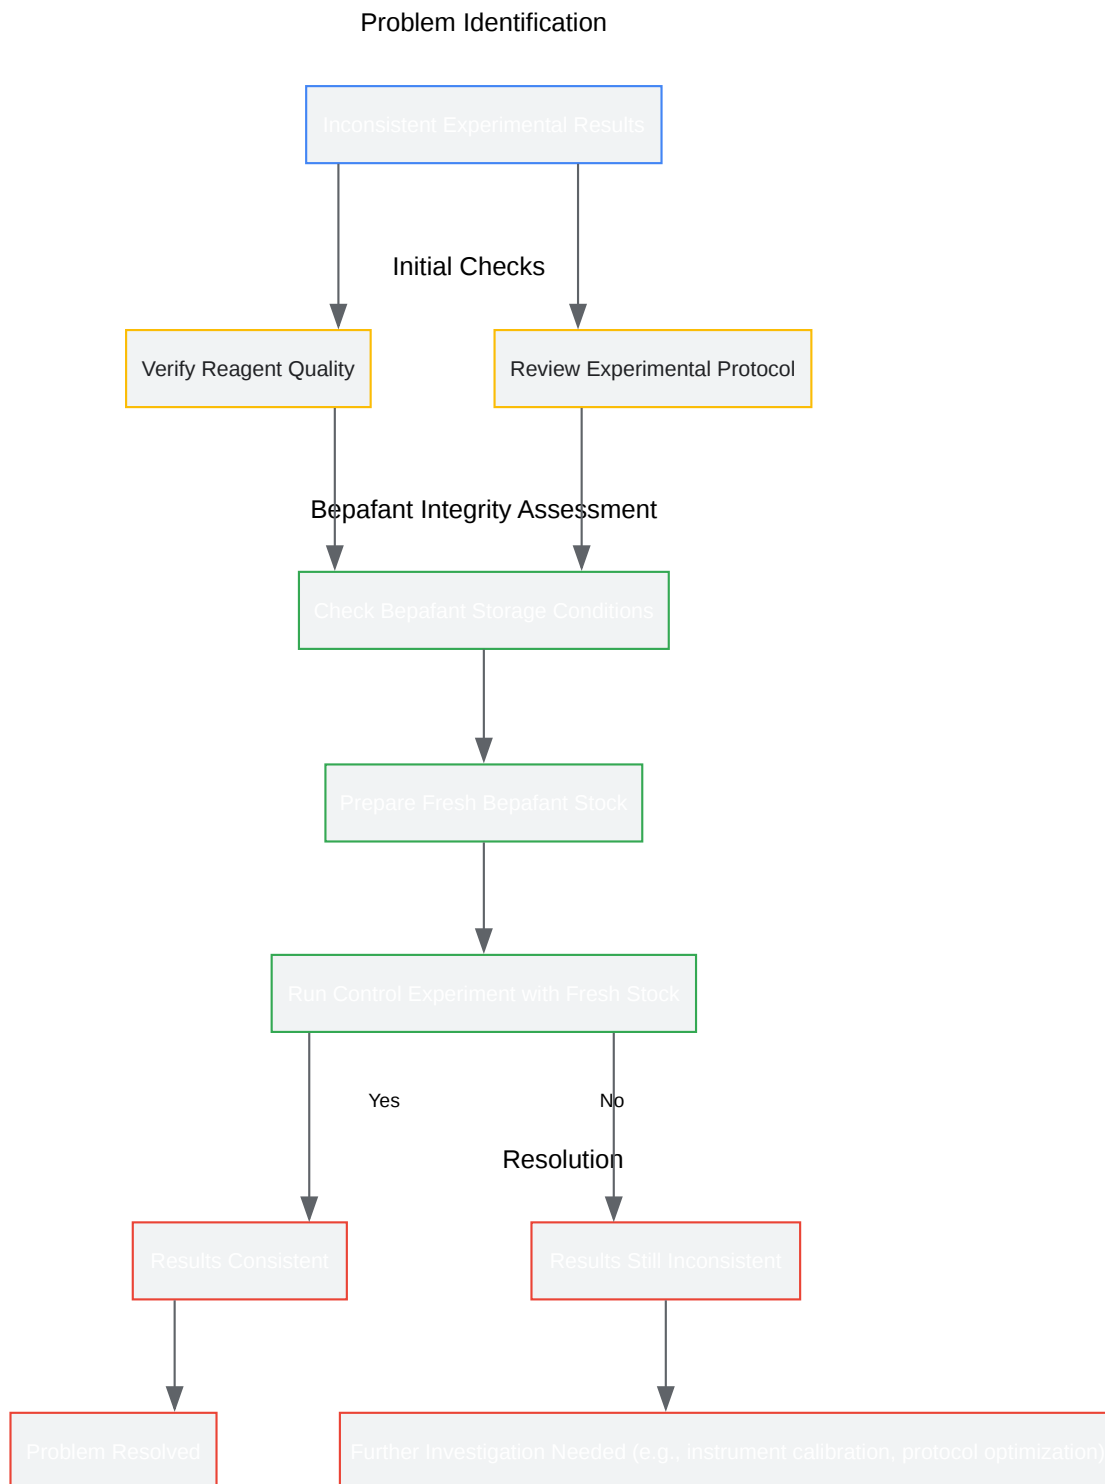 Problem Identification
Inconsistent Experimental Results
Initial Checks
Verify Reagent Quality
Review Experimental Protocol
Bepafant Integrity Assessment
Check Bepafant Storage Conditions
Prepare Fresh Bepafant Stock
Run Control Experiment with Fresh Stock
Yes
No
Resolution
Results Consistent
Results Still Inconsistent
Problem Resolved
Further Investigation Needed (e.g., instrument calibration, protocol optimization)